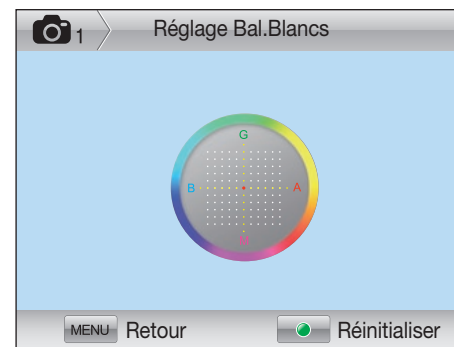 1 Réglage Bal.Blancs
G
B A
M
MENU Retour Réinitialiser